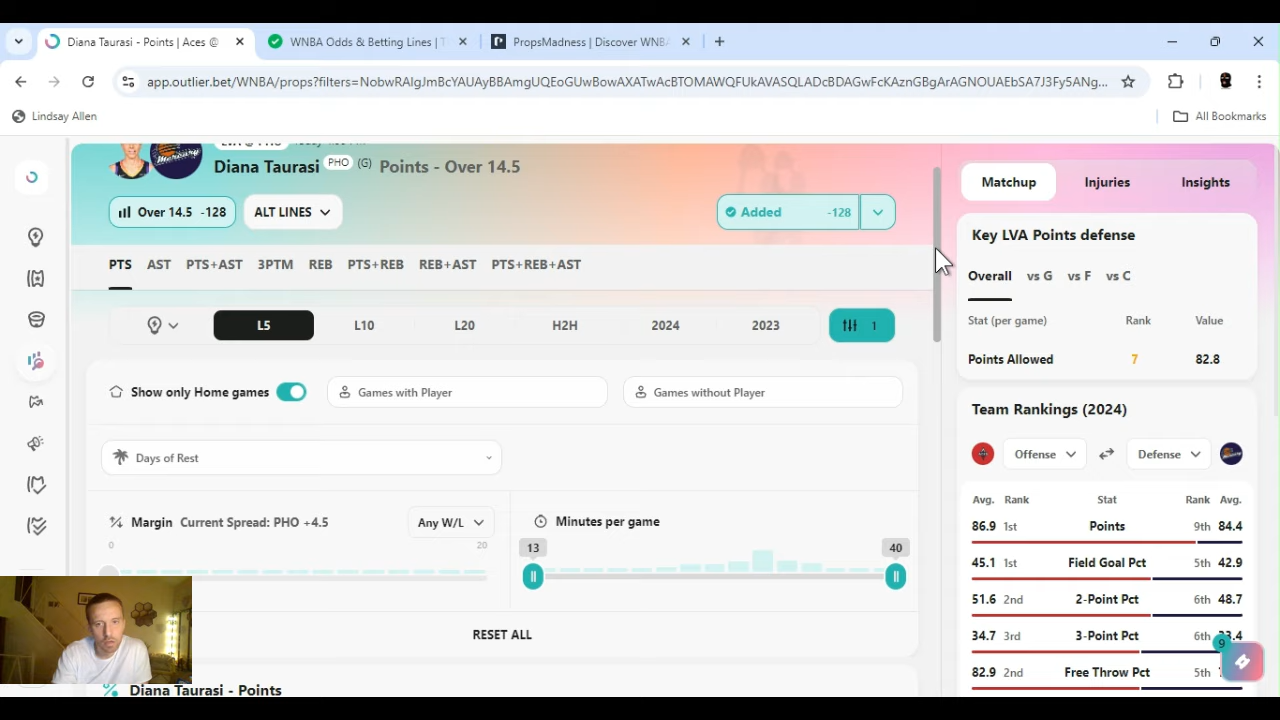 Diana Taurasi - Points | Aces @
WNBA Odds & Betting Lines | T
PropsMadness | Discover WNB
app.outlier.bet/WNBA/props?filters=NobwRAlgJmBcYAUAyBBAmgUQEoGUwBowAXATwAcBTOMAWQFUkAVASQLADcBDAGwFcKAznGBgArAGNOUAEbSA7J3Fy5ANg...
Lindsay Allen
All Bookmarks
Diana Taurasi PHO (G) Points - Over 14.5
Over 14.5 -128
ALT LINES
Added -128
PTS AST PTS+AST 3PTM REB PTS+REB REB+AST PTS+REB+AST
L5 L10 L20 H2H 2024 2023 1
Show only Home games
Games with Player
Games without Player
Days of Rest
Margin Current Spread: PHO +4.5
Any W/L
0 20
Minutes per game
13 40
RESET ALL
Diana Taurasi - Points
Matchup Injuries Insights
Key LVA Points defense
Overall vs G vs F vs C
Stat (per game) Rank Value
Points Allowed 7 82.8
Team Rankings (2024)
Offense Defense
Avg. Rank Stat Rank Avg.
86.9 1st Points 9th 84.4
45.1 1st Field Goal Pct 5th 42.9
51.6 2nd 2-Point Pct 6th 48.7
34.7 3rd 3-Point Pct 6th
9
82.9 2nd Free Throw Pct 5th